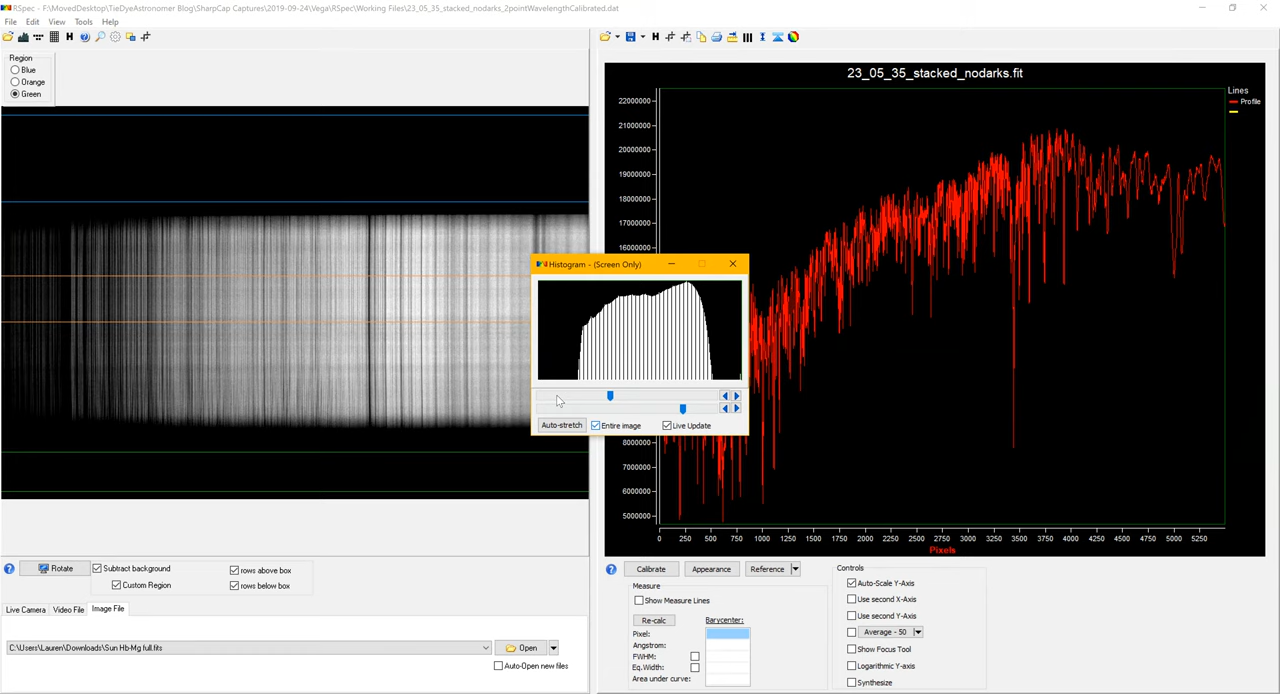 RSpec - F:\MovedDesktop\TieDyeAstronomer Blog\SharpCap Captures\2019-09-24\Vega\RSpec\Working Files\23_05_35_stacked_nodarks_2pointWavelengthCalibrated.dat
File Edit View Tools Help
Region
Blue
Orange
Green
23_05_35_stacked_nodarks.fit
Lines
Profile
22000000
21000000
20000000
19000000
18000000
17000000
16000000
8000000
7000000
6000000
5000000
0 250 500 750 1000 1250 1500 1750 2000 2250 2500 2750 3000 3250 3500 3750 4000 4250 4500 4750 5000 5250
Pixels
Histogram - (Screen Only)
Auto-stretch Entire image Live Update
Rotate Subtract background rows above box
Custom Region rows below box
Live Camera Video File Image File
C:\Users\Lauren\Downloads\Sun Hb-Mg full.fits Open
Auto-Open new files
Calibrate Appearance Reference
Measure
Show Measure Lines
Re-calc Barycenter:
Pixel:
Angstrom:
FWHM:
Eq.Width:
Area under curve:
Controls
Auto-Scale Y-Axis
Use second X-Axis
Use second Y-Axis
Average - 50
Show Focus Tool
Logarithmic Y-axis
Synthesize